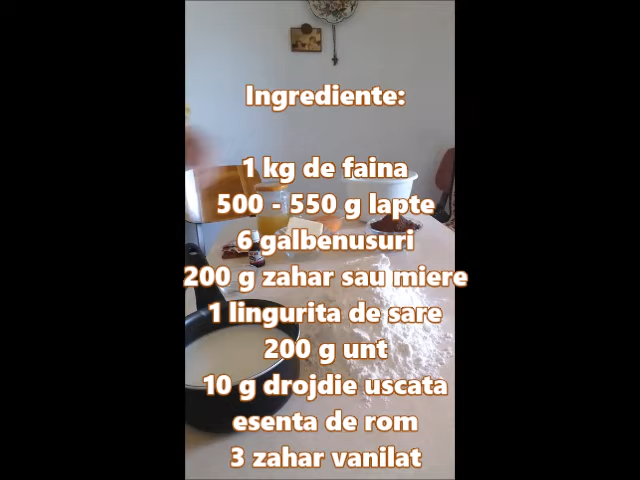 Ingrediente:
1 kg de faina
500 - 550 g lapte
6 galbenusuri
200 g zahar sau miere
1 lingurita de sare
200 g unt
10 g drojdie uscata
esenta de rom
3 zahar vanilat